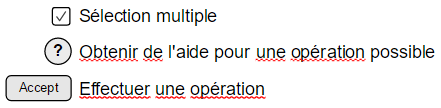 Sélection multiple
? Obtenir de l'aide pour une opération possible
Accept Effectuer une opération